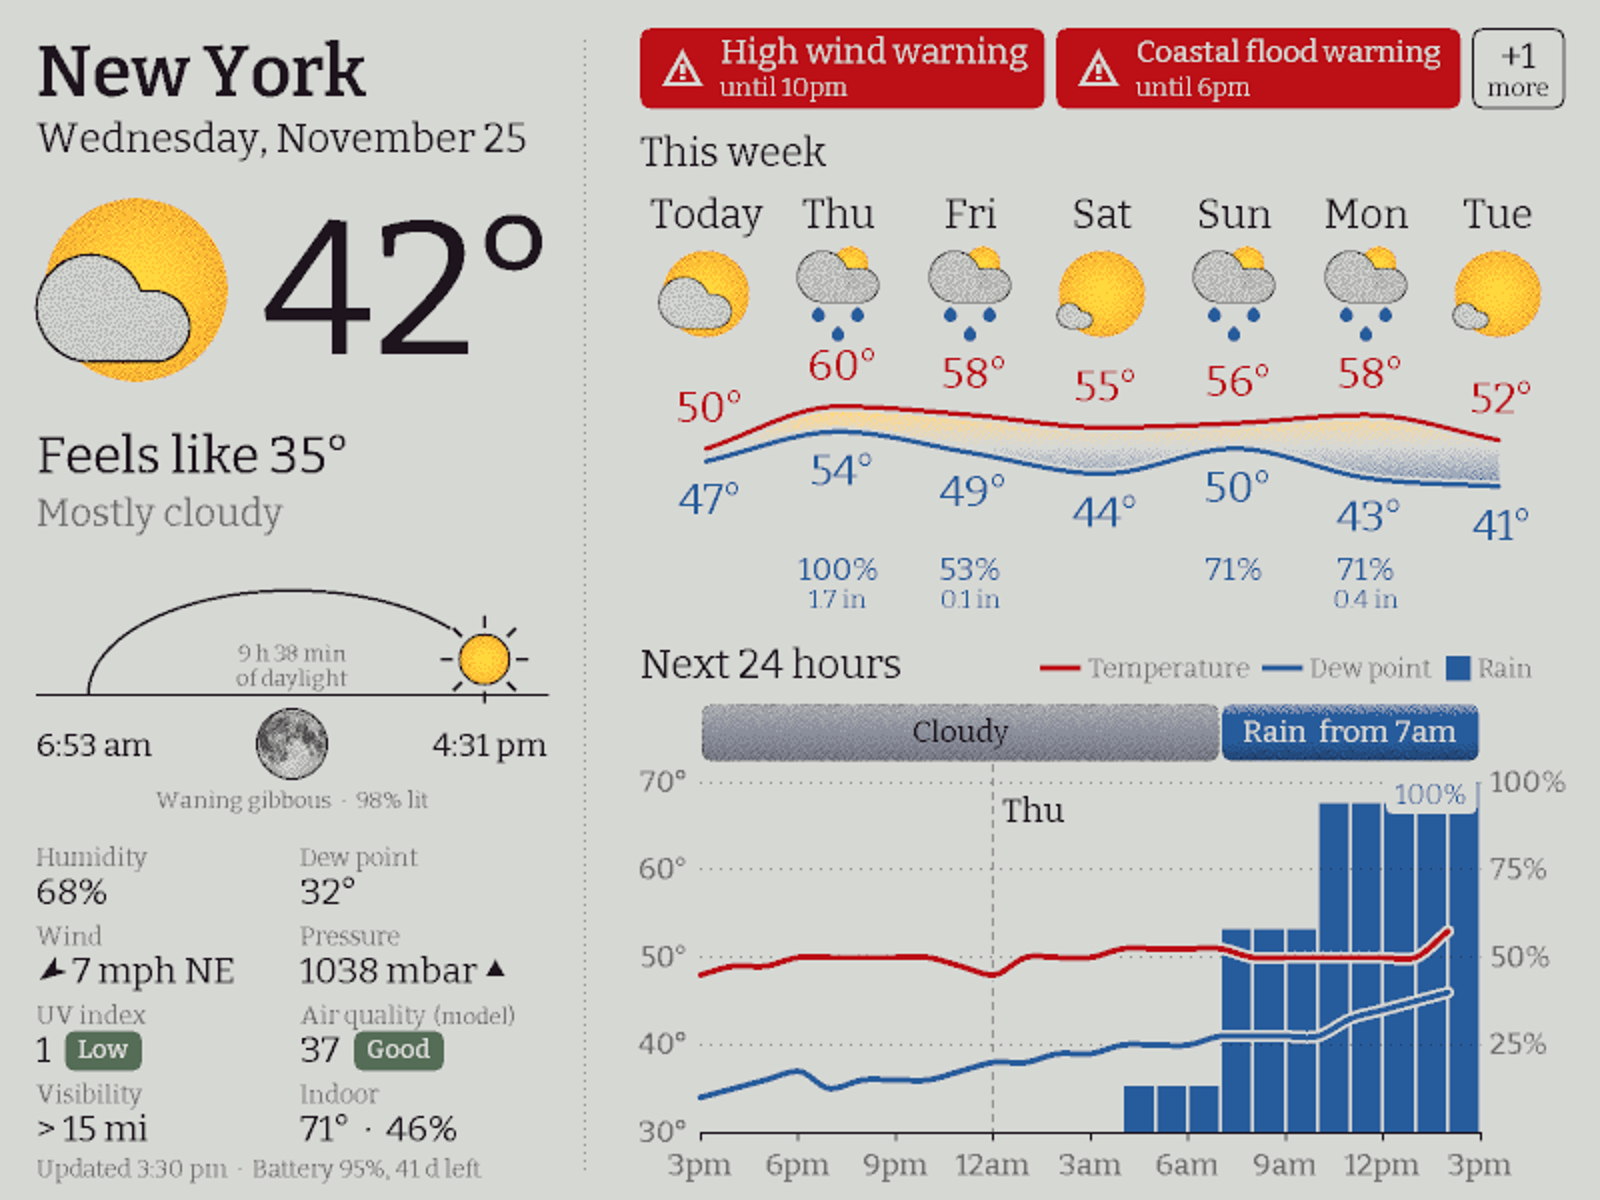 New York
Wednesday, November 25
42°
Feels like 35°
Mostly cloudy
9 h 38 min
of daylight
6:53 am
4:31 pm
Waning gibbous · 98% lit
Humidity
68%
Dew point
32°
Wind
7 mph NE
Pressure
1038 mbar
UV index
1 Low
Air quality (model)
37 Good
Visibility
> 15 mi
Indoor
71° · 46%
Updated 3:30 pm · Battery 95%, 41 d left
High wind warning
until 10pm
Coastal flood warning
until 6pm
+1
more
This week
Today Thu Fri Sat Sun Mon Tue
50° 60° 58° 55° 56° 58° 52°
47° 54° 49° 44° 50° 43° 41°
100% 53% 71% 71%
1.7 in 0.1 in 0.4 in
Next 24 hours
Temperature Dew point Rain
Cloudy
Rain from 7am
70° 100%
100%
Thu
60° 75%
50° 50%
40° 25%
30°
3pm 6pm 9pm 12am 3am 6am 9am 12pm 3pm